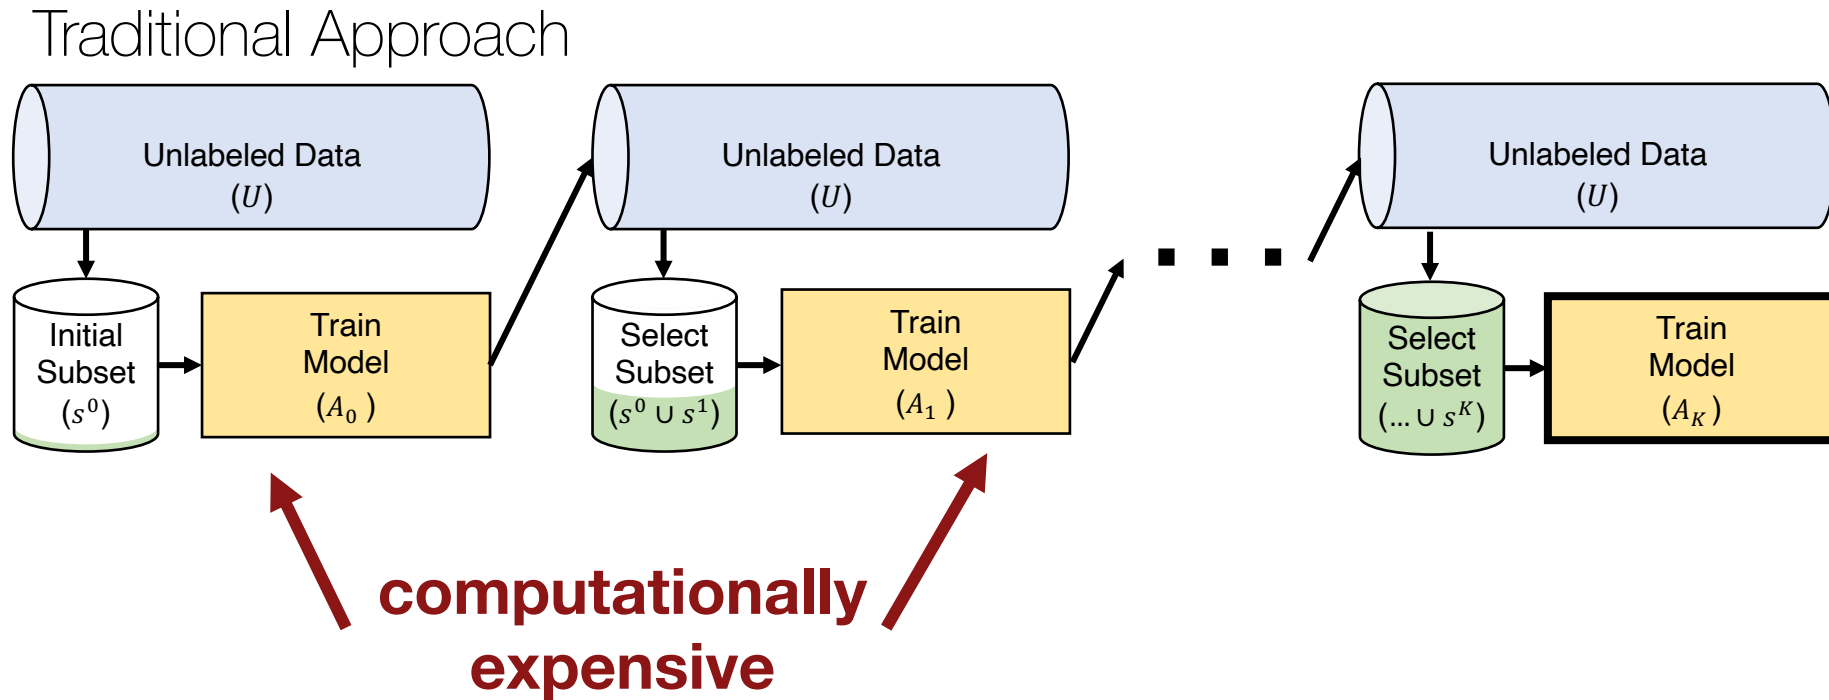 Traditional Approach
Unlabeled Data
(U)
Unlabeled Data
(U)
Unlabeled Data
(U)
Initial
Subset
(s⁰)
Train
Model
(A₀ )
Select
Subset
(s⁰ ∪ s¹)
Train
Model
(A₁ )
Select
Subset
(... ∪ sᴷ)
Train
Model
(A_K )
computationally
expensive